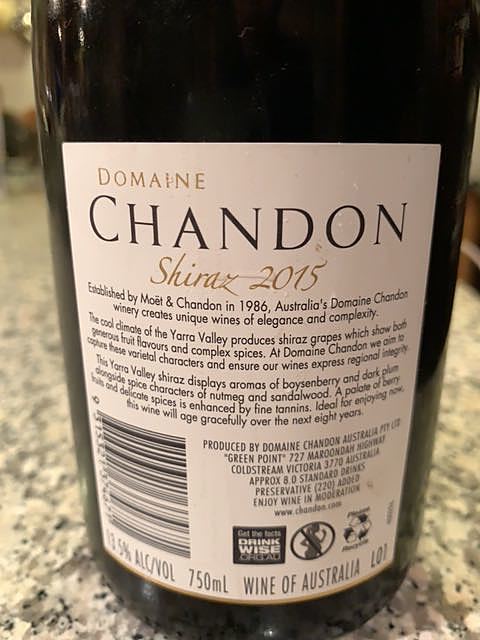 DOMAINE
CHANDON
Shiraz 2015
Established by Moët & Chandon in 1986, Australia's Domaine Chandon
winery creates unique wines of elegance and complexity.
The cool climate of the Yarra Valley produces shiraz grapes which show both
generous fruit flavours and complex spices. At Domaine Chandon we aim to
capture these varietal characters and ensure our wines express regional integrity.
This Yarra Valley shiraz displays aromas of boysenberry and dark plum
alongside spice characters of nutmeg and sandalwood. A palate of berry
fruits and delicate spices is enhanced by fine tannins. Ideal for enjoying now,
this wine will age gracefully over the next eight years.
PRODUCED BY DOMAINE CHANDON AUSTRALIA PTY LTD
"GREEN POINT" 727 MAROONDAH HIGHWAY
COLDSTREAM VICTORIA 3770 AUSTRALIA
APPROX 8.0 STANDARD DRINKS
PRESERVATIVE (220) ADDED
ENJOY WINE IN MODERATION
www.chandon.com
Get the facts
DRINK
WISE
.ORG.AU
Please
Recycle
13.5% ALC/VOL 750mL WINE OF AUSTRALIA L01